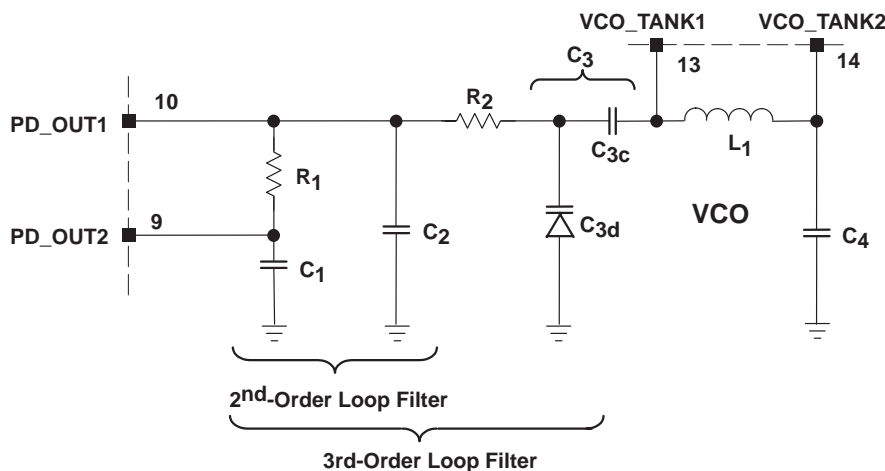 VCO_TANK1 VCO_TANK2
C3
13
14
10
R2
PD_OUT1
C3c
L1
R1
VCO
9
PD_OUT2
C2
C3d
C4
C1
2nd-Order Loop Filter
3rd-Order Loop Filter